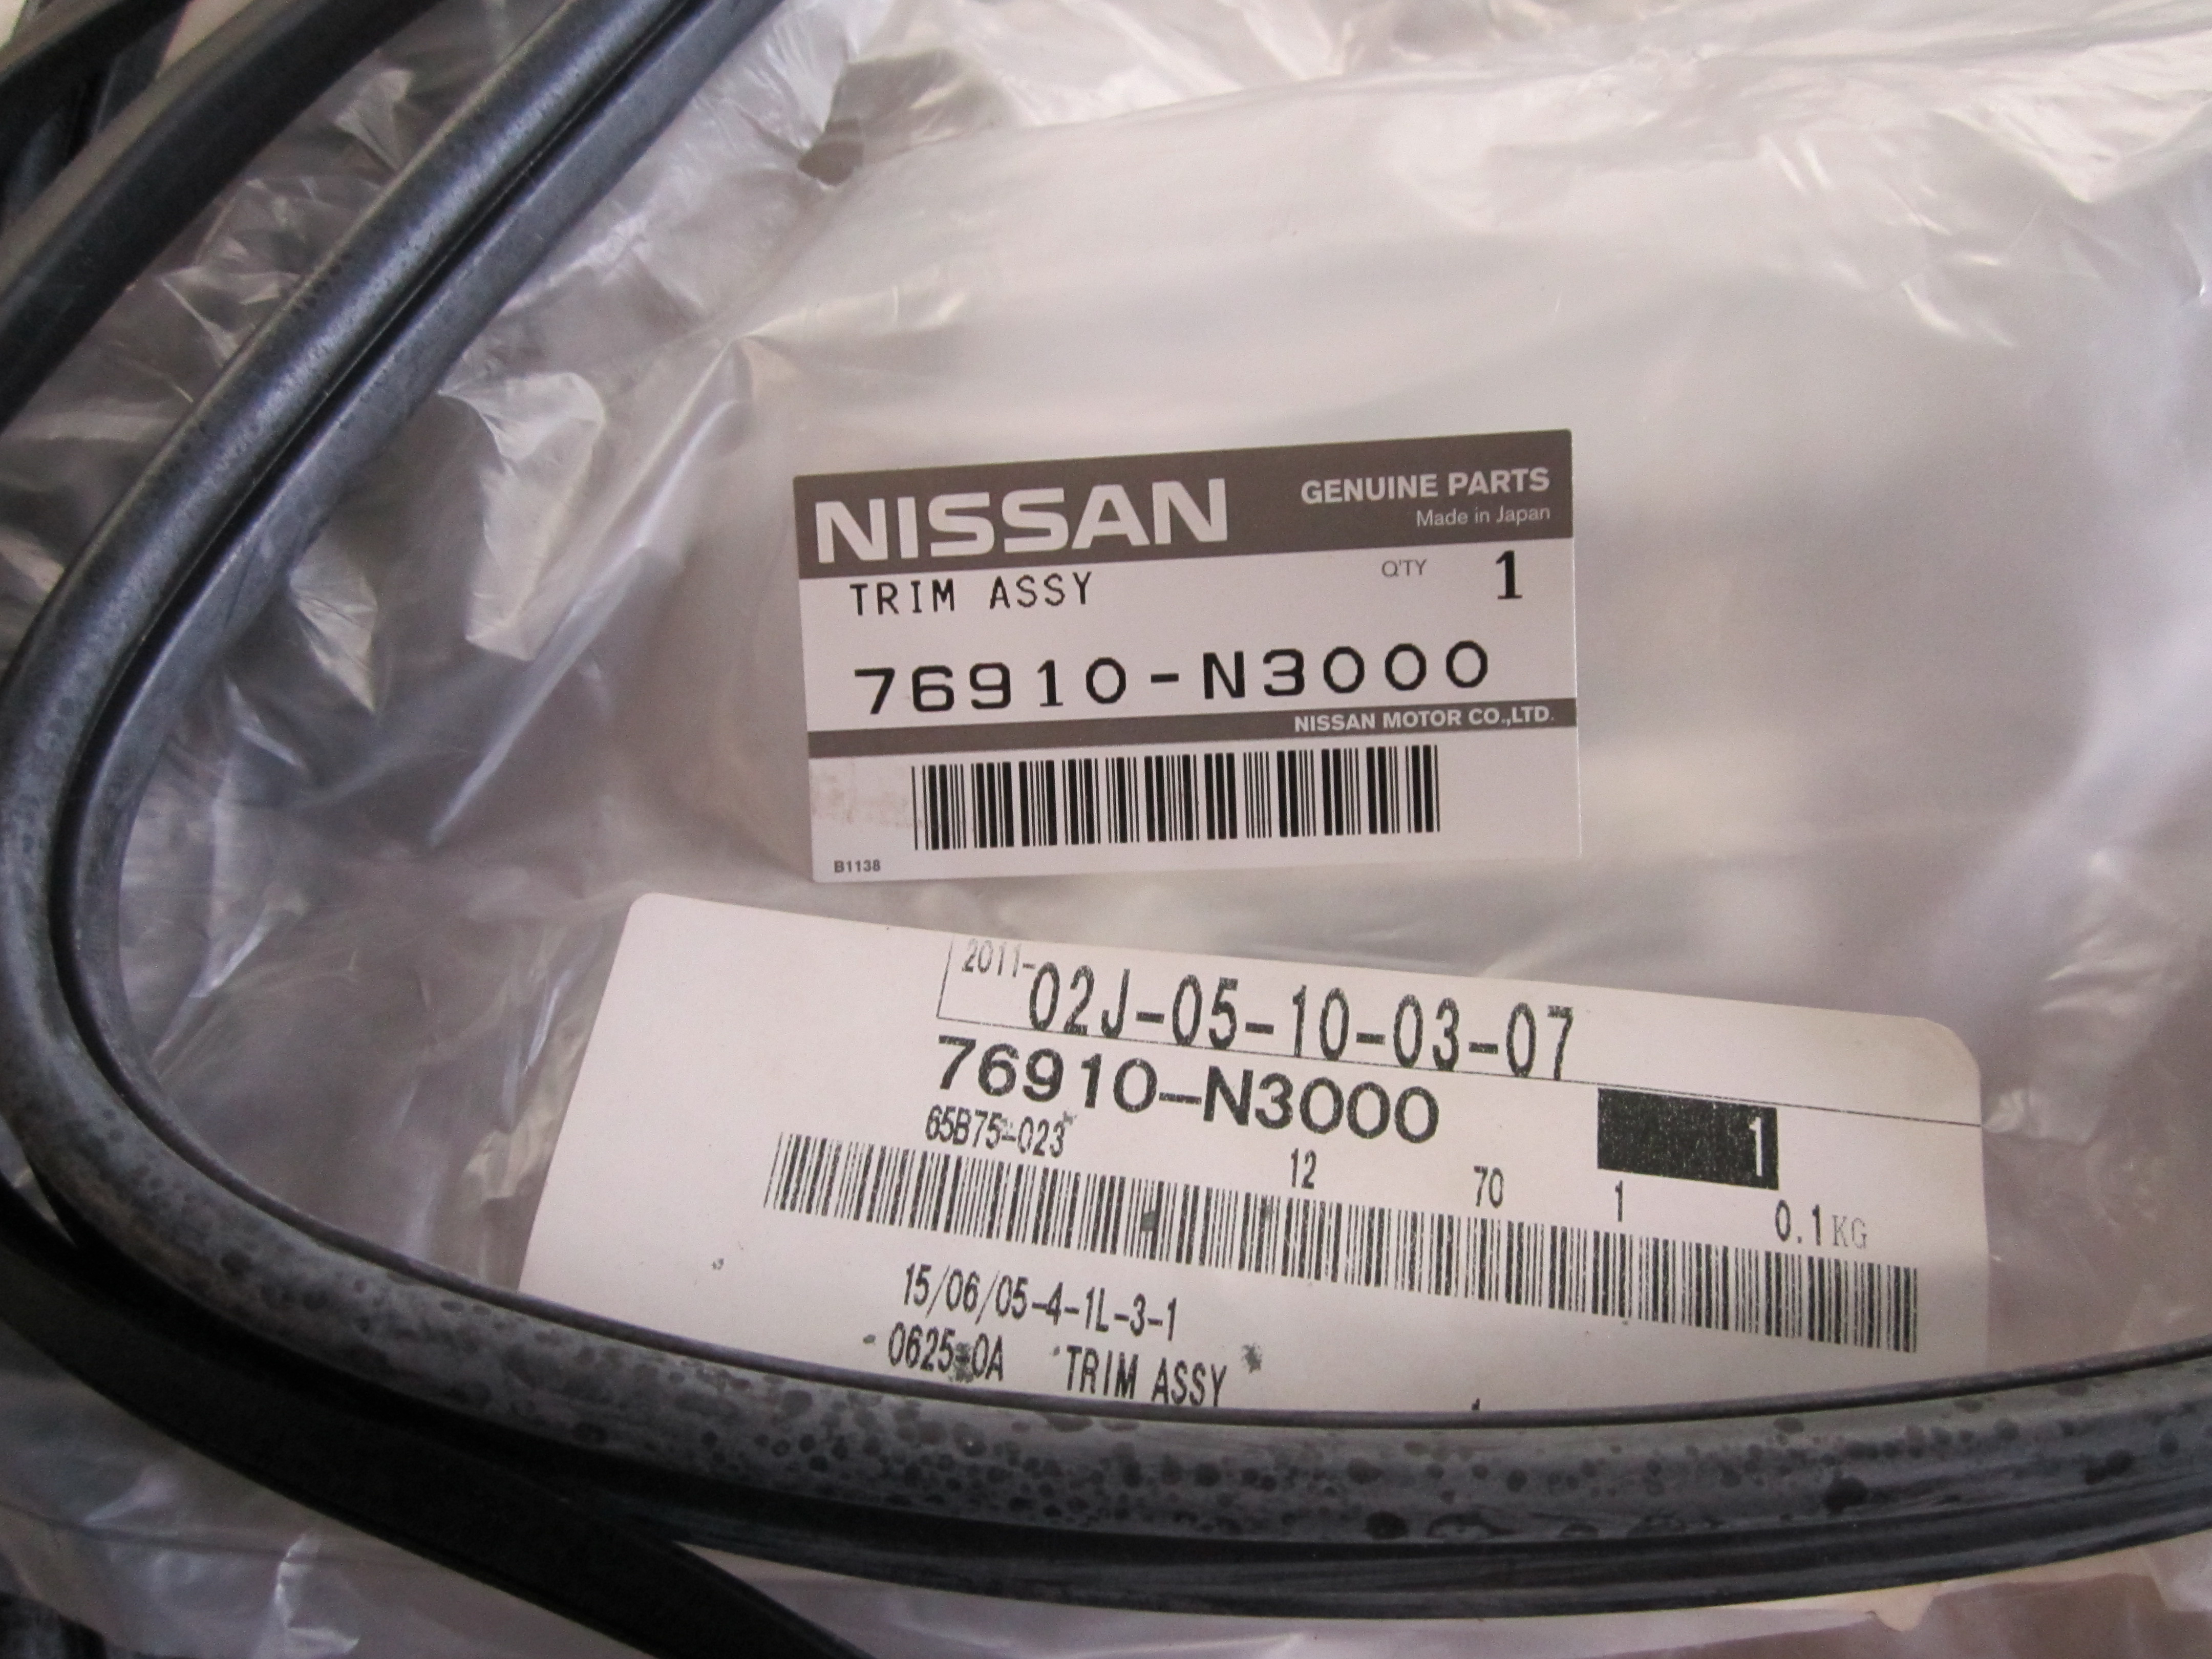 NISSAN GENUINE PARTS
Made in Japan
TRIM ASSY Q'TY 1
76910-N3000
NISSAN MOTOR CO.,LTD.
B1138
2011-02J-05-10-03-07
76910-N3000 1
65B75-023 12 70 1 0.1KG
15/06/05-4-1L-3-1
TRIM ASSY